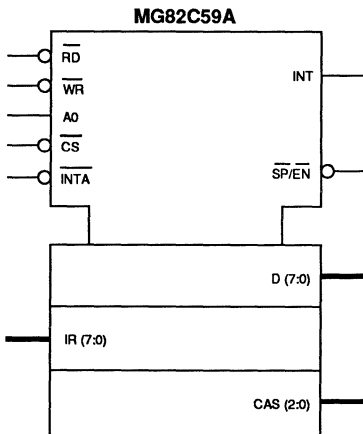 MG82C59A
RD
INT
WR
A0
CS
INTA
SP/EN
D (7:0)
IR (7:0)
CAS (2:0)